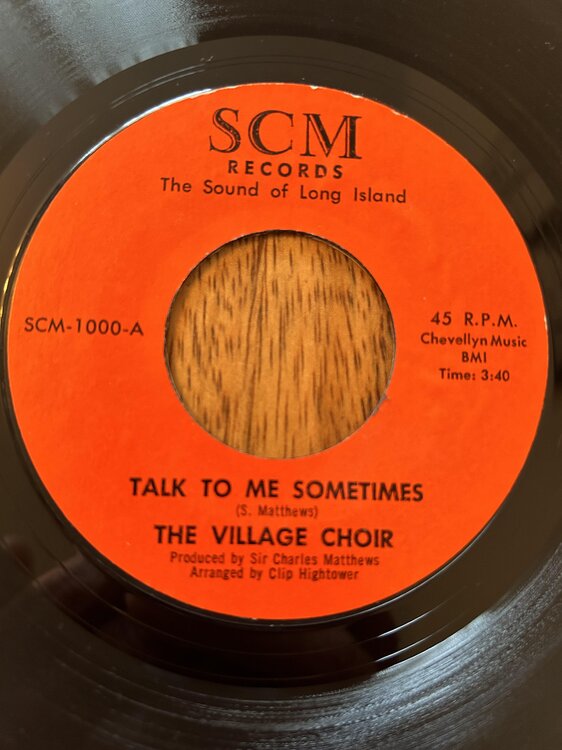 SCM
RECORDS
The Sound of Long Island
SCM-1000-A
45 R.P.M.
Chevellyn Music
BMI
Time: 3:40
TALK TO ME SOMETIMES
(S. Matthews)
THE VILLAGE CHOIR
Produced by Sir Charles Matthews
Arranged by Clip Hightower